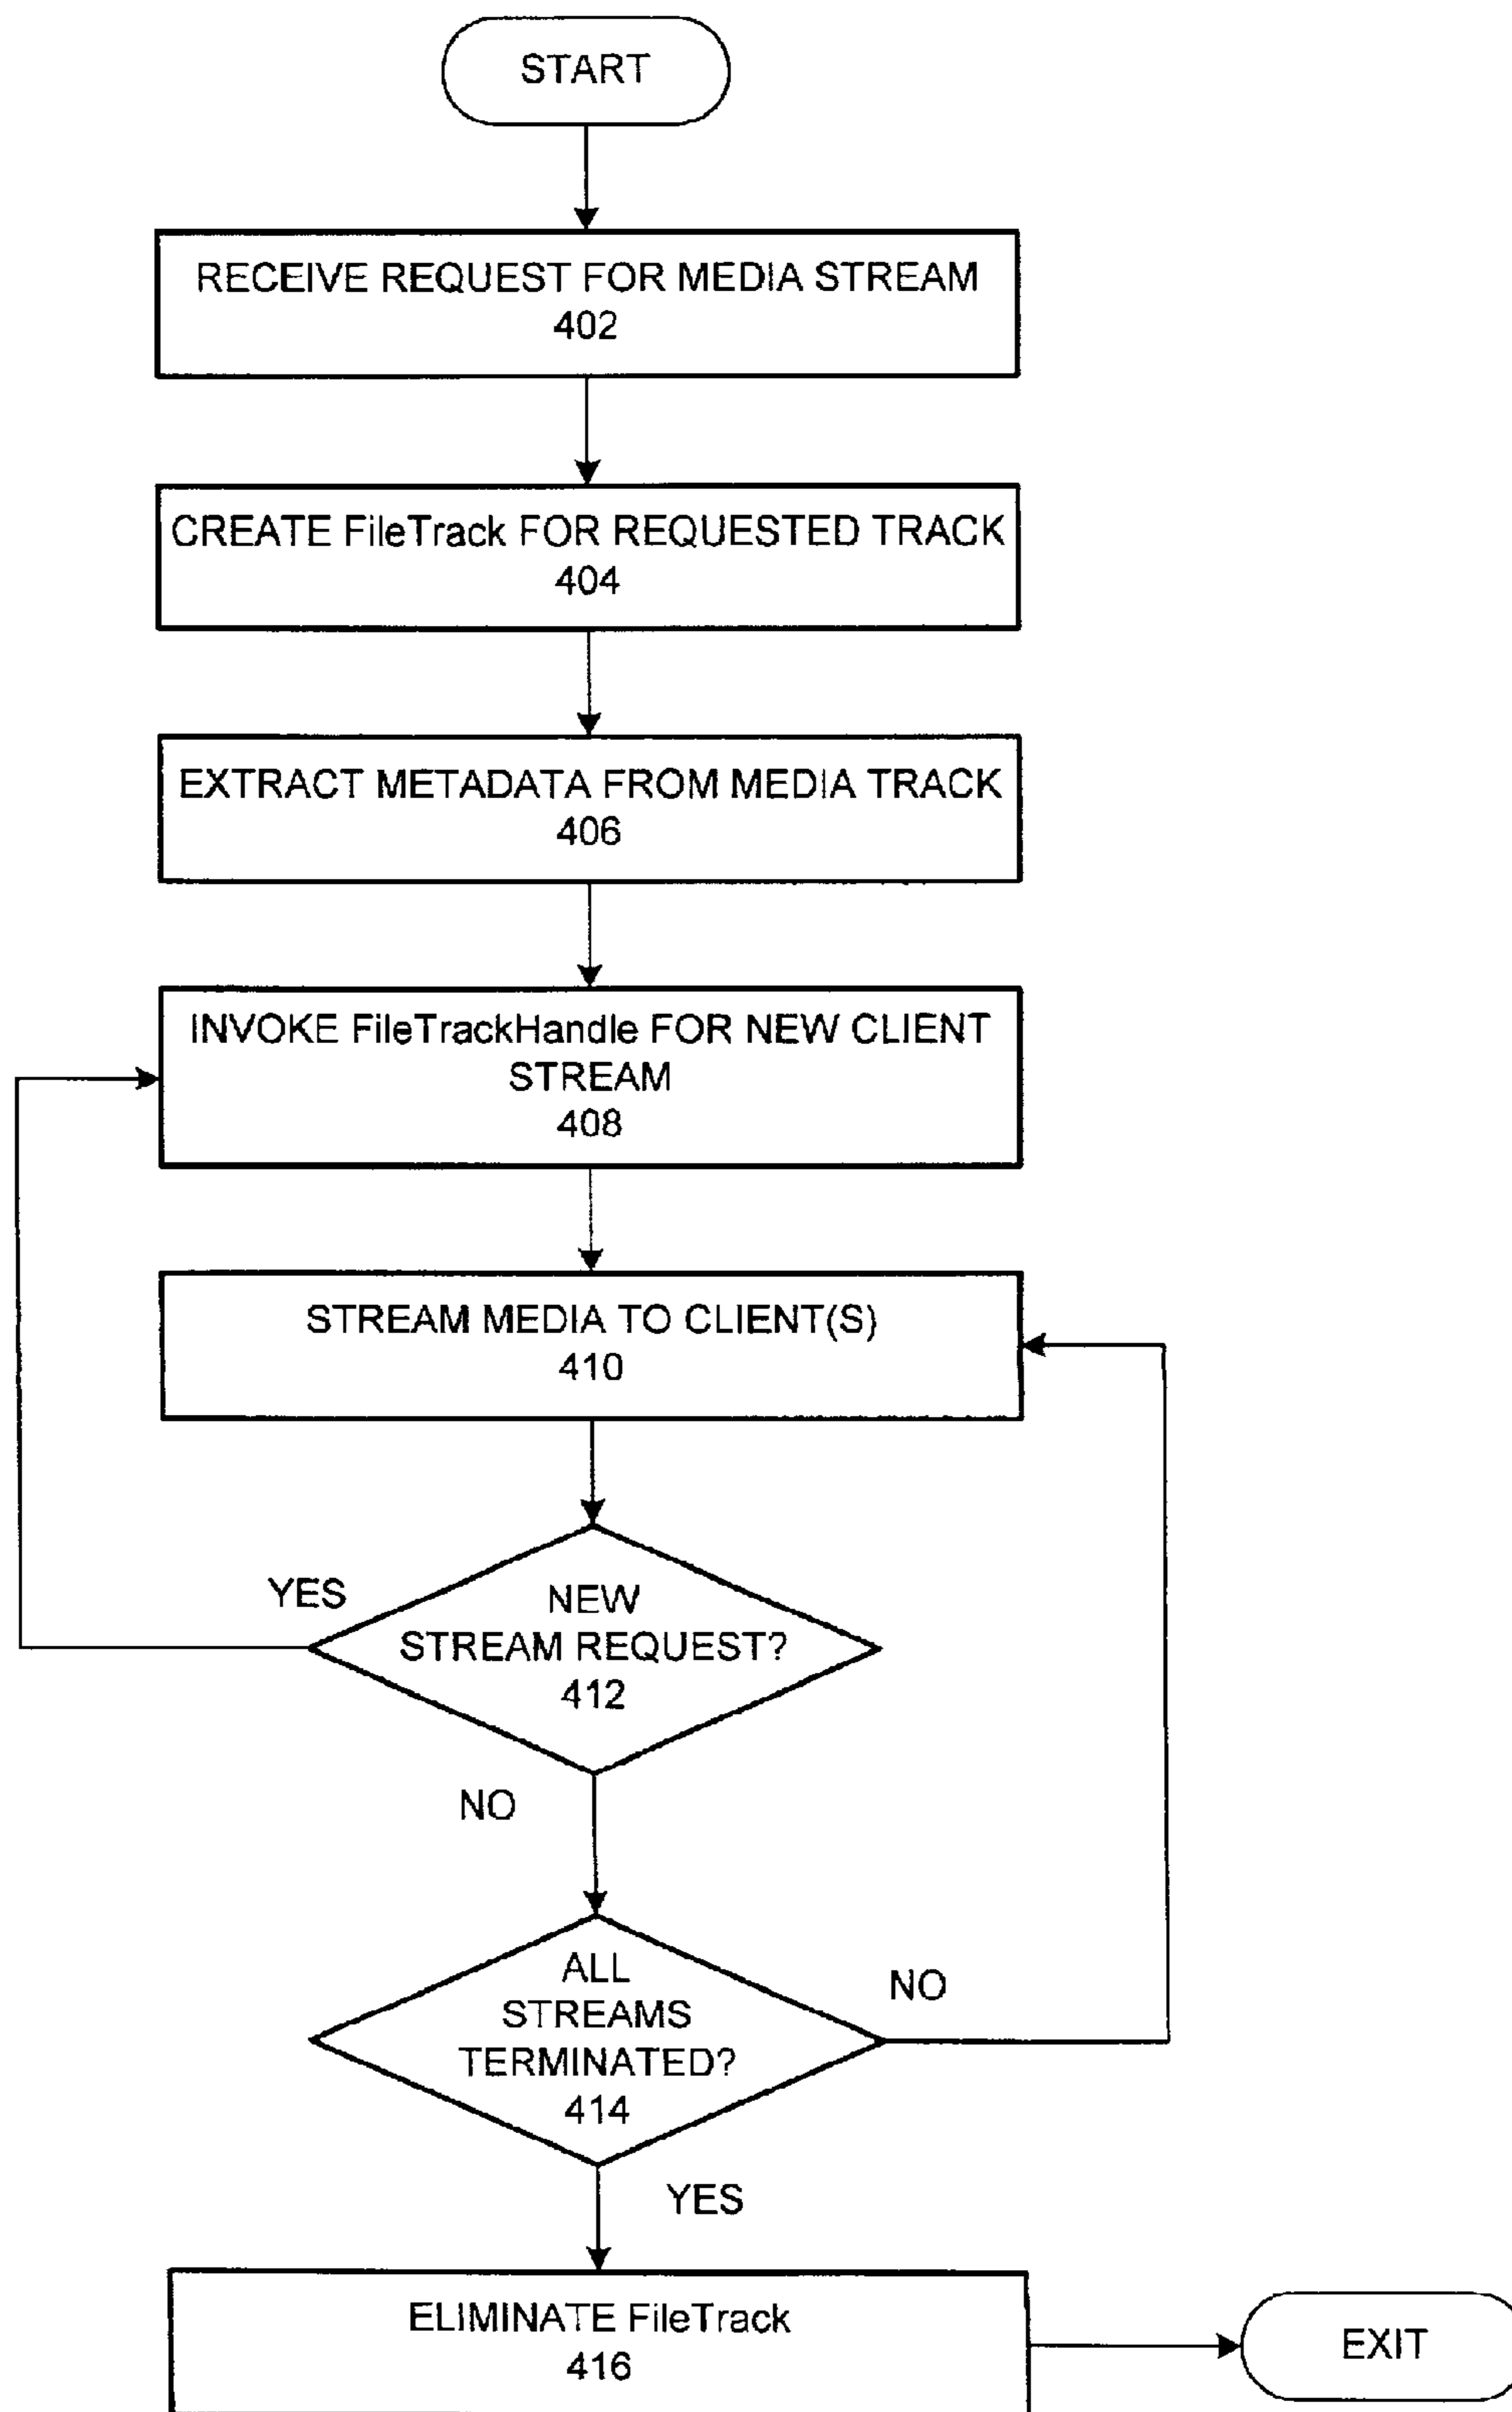 START
RECEIVE REQUEST FOR MEDIA STREAM
402
CREATE FileTrack FOR REQUESTED TRACK
404
EXTRACT METADATA FROM MEDIA TRACK
406
INVOKE FileTrackHandle FOR NEW CLIENT
STREAM
408
STREAM MEDIA TO CLIENT(S)
410
YES
NEW
STREAM REQUEST?
412
NO
ALL
STREAMS
TERMINATED?
414
NO
YES
ELIMINATE FileTrack
416
EXIT